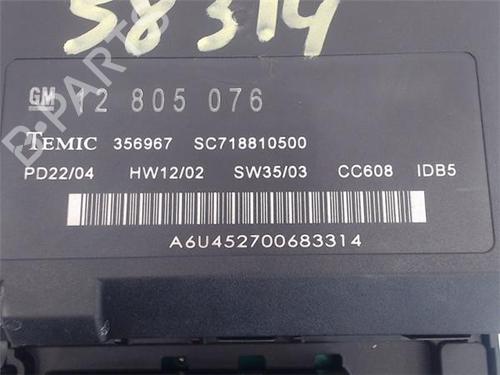 58314
GM 12 805 076
TEMIC 356967 SC718810500
PD22/04 HW12/02 SW35/03 CC608 IDB5
A6U452700683314
B-PARTS